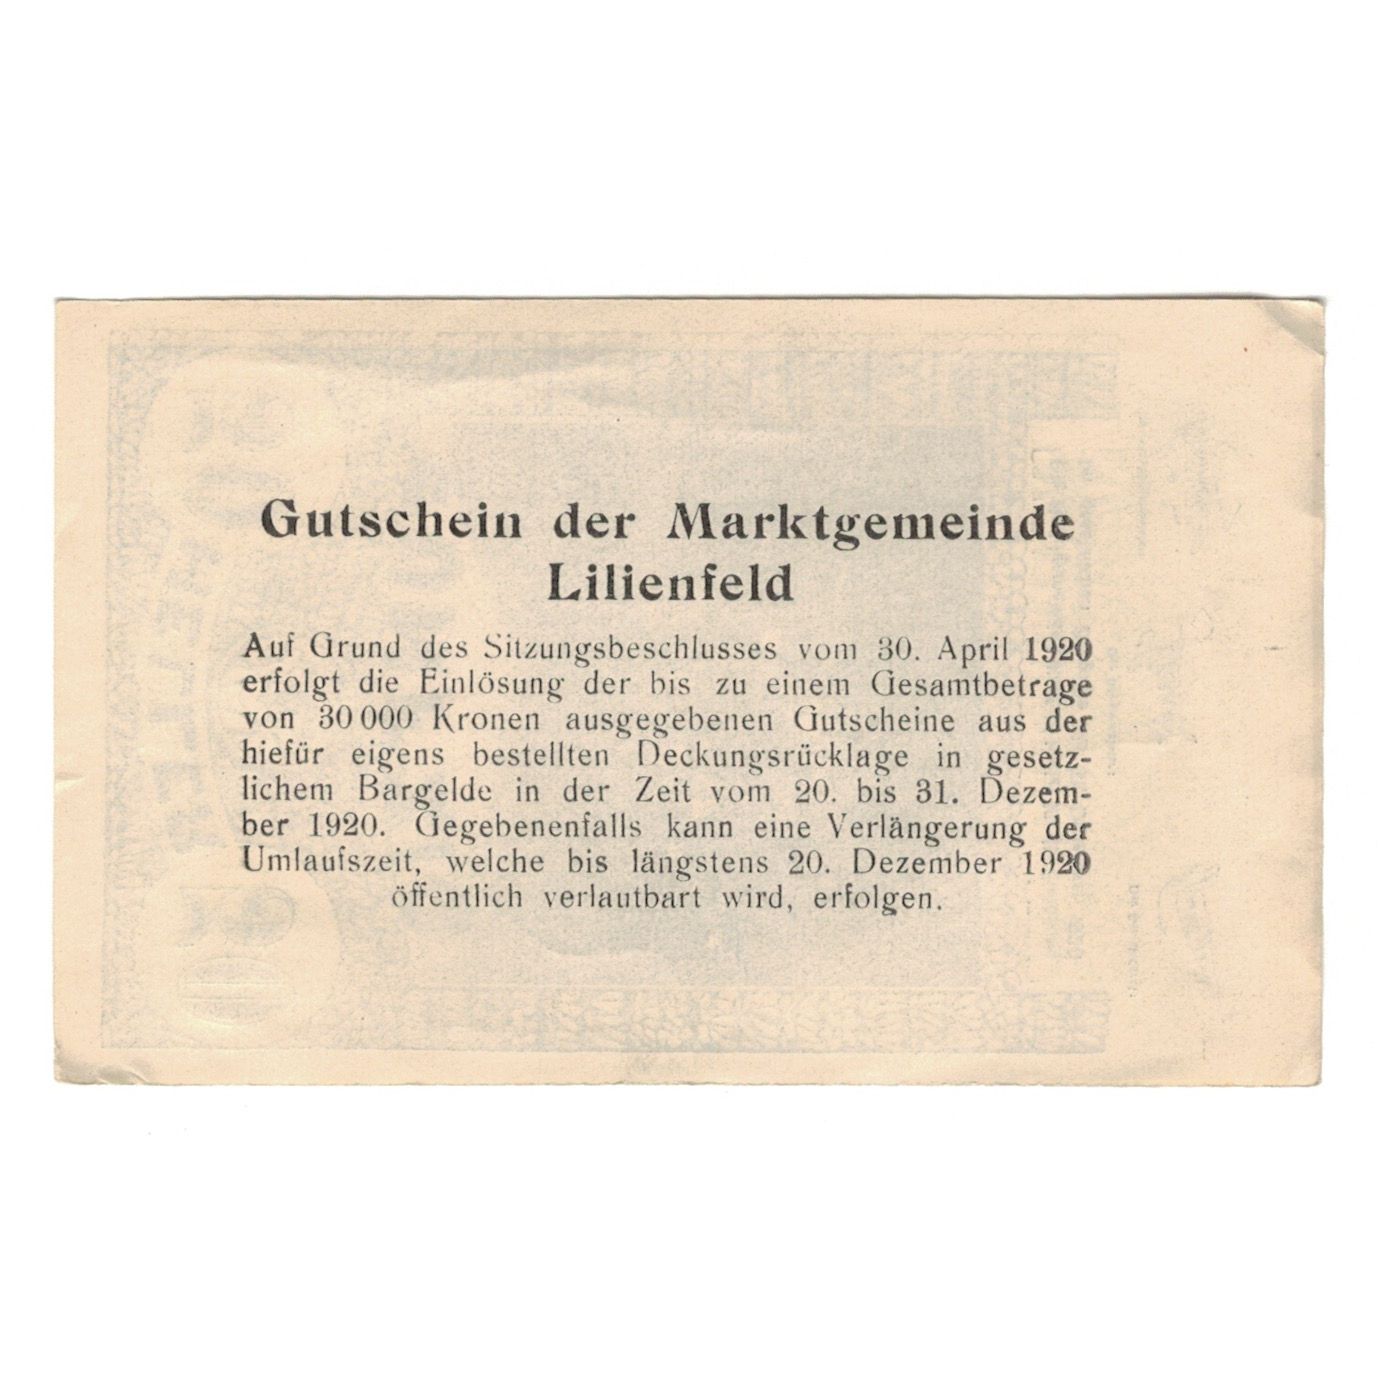 Gutschein der Marktgemeinde
Lilienfeld
Auf Grund des Sitzungsbeschlusses vom 30. April 1920
erfolgt die Einlösung der bis zu einem Gesamtbetrage
von 30 000 Kronen ausgegebenen Gutscheine aus der
hiefür eigens bestellten Deckungsrücklage in gesetz-
lichem Bargelde in der Zeit vom 20. bis 31. Dezem-
ber 1920. Gegebenenfalls kann eine Verlängerung der
Umlaufszeit, welche bis längstens 20. Dezember 1920
öffentlich verlautbart wird, erfolgen.